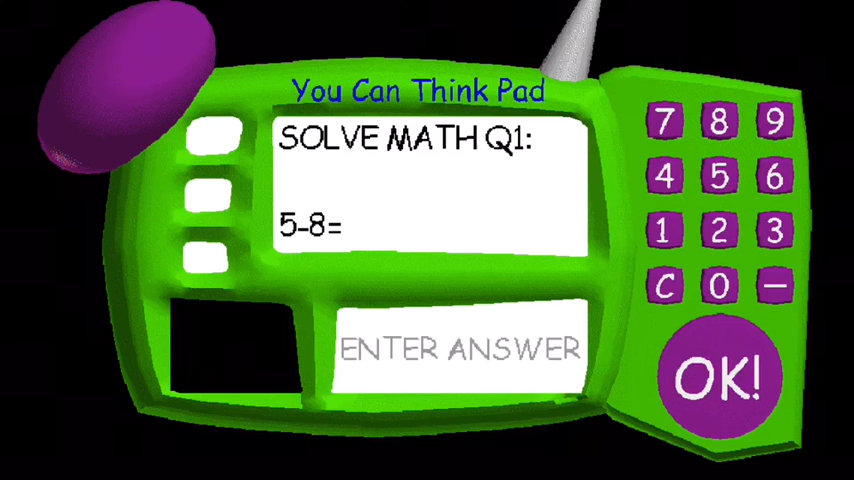 You Can Think Pad
SOLVE MATH Q1:
5-8=
ENTER ANSWER
7 8 9
4 5 6
1 2 3
C 0 −
OK!